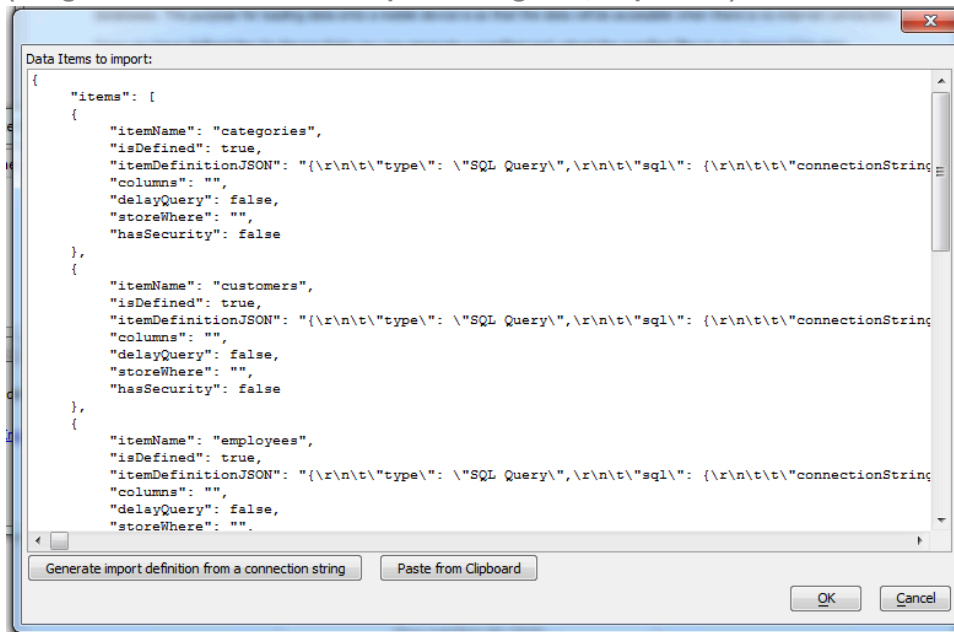 Data Items to import:
{
"items": [
{
"itemName": "categories",
"isDefined": true,
"itemDefinitionJSON": "{\r\n\t\"type\": \"SQL Query\",\r\n\t\"sql\": {\r\n\t\t\"connectionString
"columns": "",
"delayQuery": false,
"storeWhere": "",
"hasSecurity": false
},
{
"itemName": "customers",
"isDefined": true,
"itemDefinitionJSON": "{\r\n\t\"type\": \"SQL Query\",\r\n\t\"sql\": {\r\n\t\t\"connectionString
"columns": "",
"delayQuery": false,
"storeWhere": "",
"hasSecurity": false
},
{
"itemName": "employees",
"isDefined": true,
"itemDefinitionJSON": "{\r\n\t\"type\": \"SQL Query\",\r\n\t\"sql\": {\r\n\t\t\"connectionString
"columns": "",
"delayQuery": false,
"storeWhere": "",
Generate import definition from a connection string Paste from Clipboard
OK Cancel